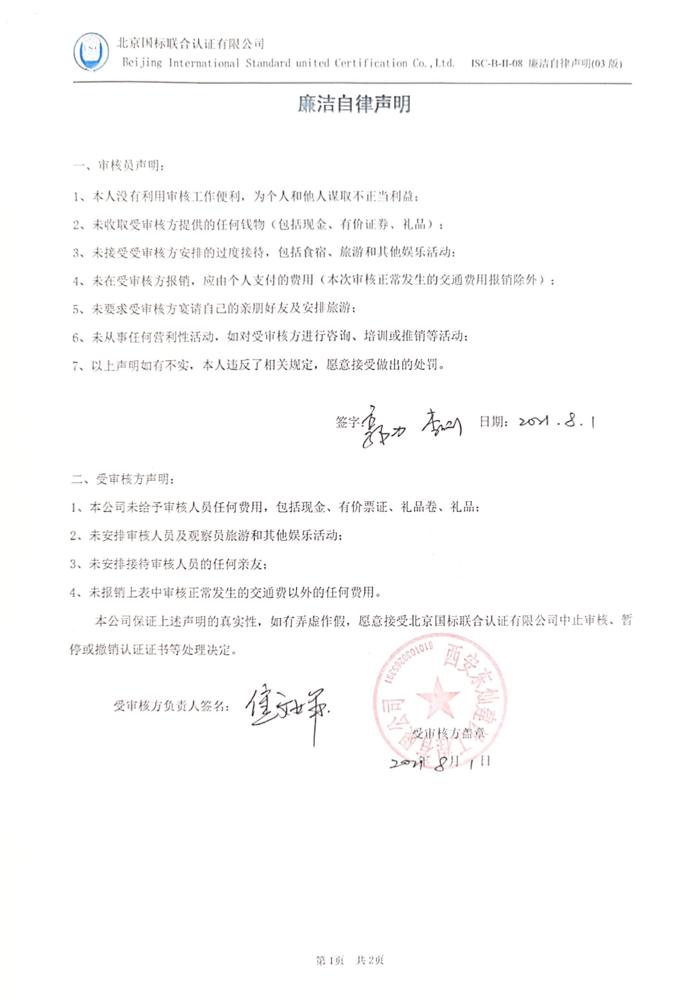 ISC
北京国标联合认证有限公司
Beijing International Standard united Certification Co.,Ltd. ISC-B-II-08 廉洁自律声明(03 版)
廉洁自律声明
一、审核员声明:
1、本人没有利用审核工作便利，为个人和他人谋取不正当利益;
2、未收取受审核方提供的任何钱物（包括现金、有价证券、礼品）;
3、未接受受审核方安排的过度接待，包括食宿、旅游和其他娱乐活动;
4、未在受审核方报销，应由个人支付的费用（本次审核正常发生的交通费用报销除外）;
5、未要求受审核方宴请自己的亲朋好友及安排旅游;
6、未从事任何营利性活动，如对受审核方进行咨询、培训或推销等活动;
7、以上声明如有不实，本人违反了相关规定，愿意接受做出的处罚。
签字: 日期: 2021.8.1
二、受审核方声明:
1、本公司未给予审核人员任何费用，包括现金、有价票证、礼品卷、礼品;
2、未安排审核人员及观察员旅游和其他娱乐活动;
3、未安排接待审核人员的任何亲友;
4、未报销上表中审核正常发生的交通费以外的任何费用。
本公司保证上述声明的真实性，如有弄虚作假，愿意接受北京国标联合认证有限公司中止审核、暂
停或撤销认证证书等处理决定。
西安东灿建设工程有限公司
6101030265391
受审核方负责人签名:
受审核方盖章
2021年8月1日
第1页 共2页